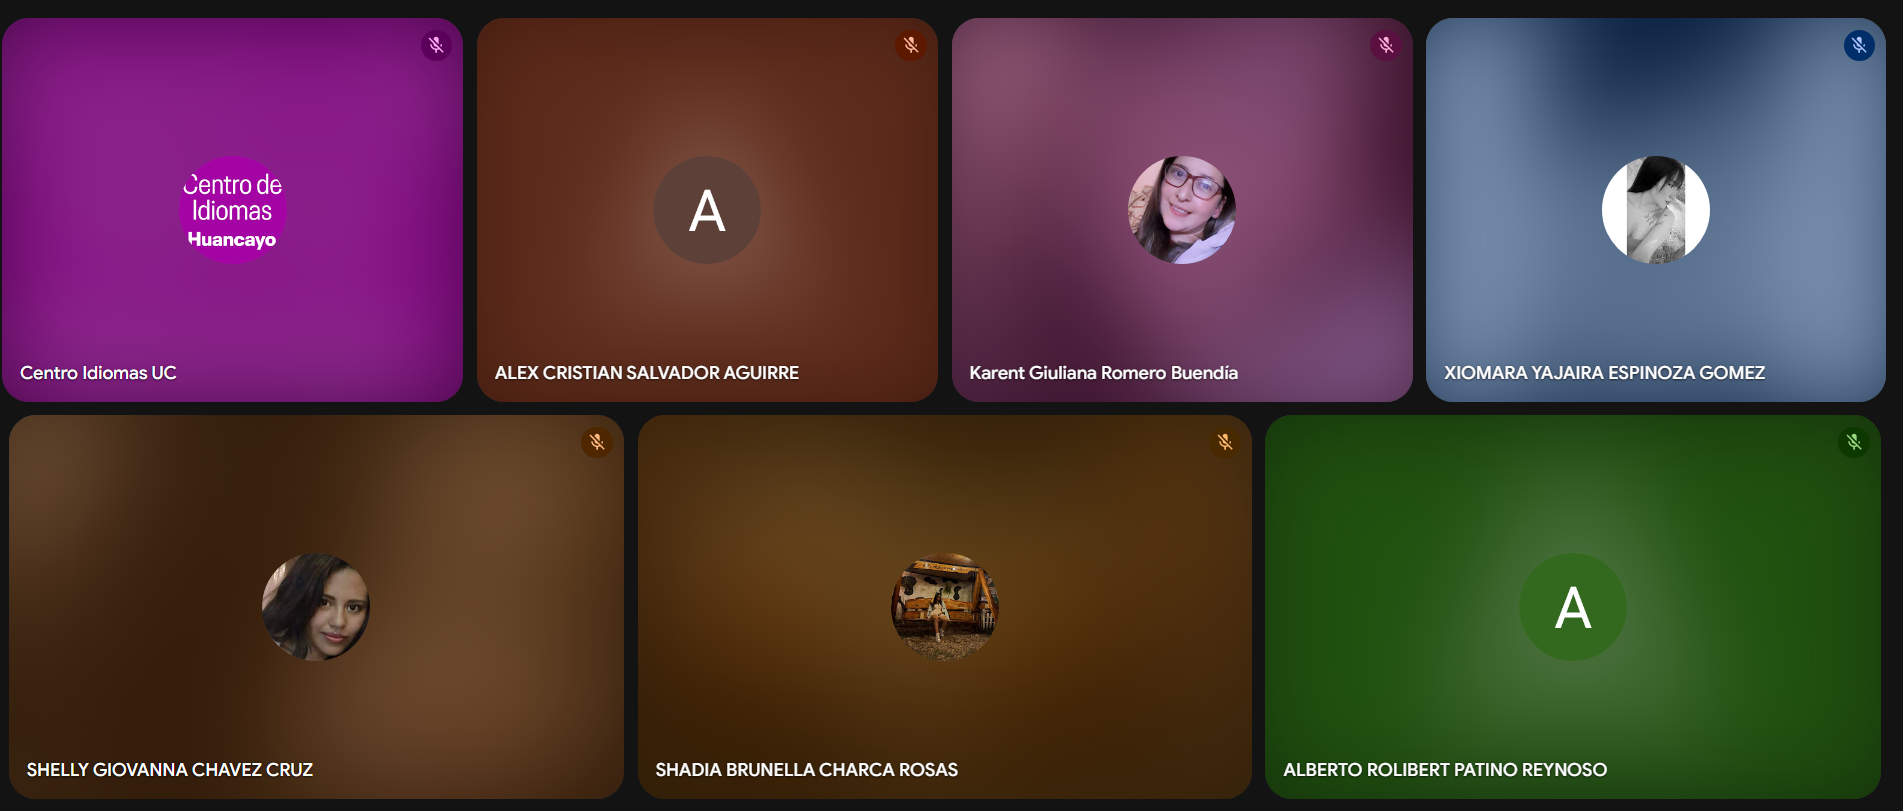 Centro de
Idiomas
Huancayo
Centro Idiomas UC
A
ALEX CRISTIAN SALVADOR AGUIRRE
Karent Giuliana Romero Buendía
XIOMARA YAJAIRA ESPINOZA GOMEZ
SHELLY GIOVANNA CHAVEZ CRUZ
SHADIA BRUNELLA CHARCA ROSAS
A
ALBERTO ROLIBERT PATINO REYNOSO